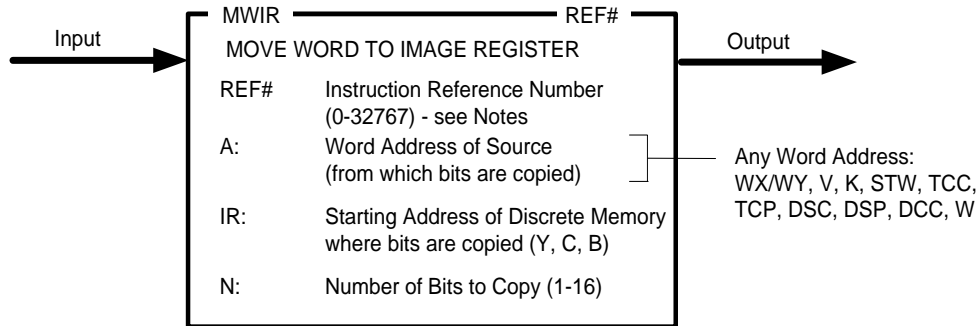 MWIR REF#
Input
MOVE WORD TO IMAGE REGISTER
Output
REF# Instruction Reference Number
(0-32767) - see Notes
A: Word Address of Source
(from which bits are copied)
Any Word Address:
WX/WY, V, K, STW, TCC,
TCP, DSC, DSP, DCC, W
IR: Starting Address of Discrete Memory
where bits are copied (Y, C, B)
N: Number of Bits to Copy (1-16)